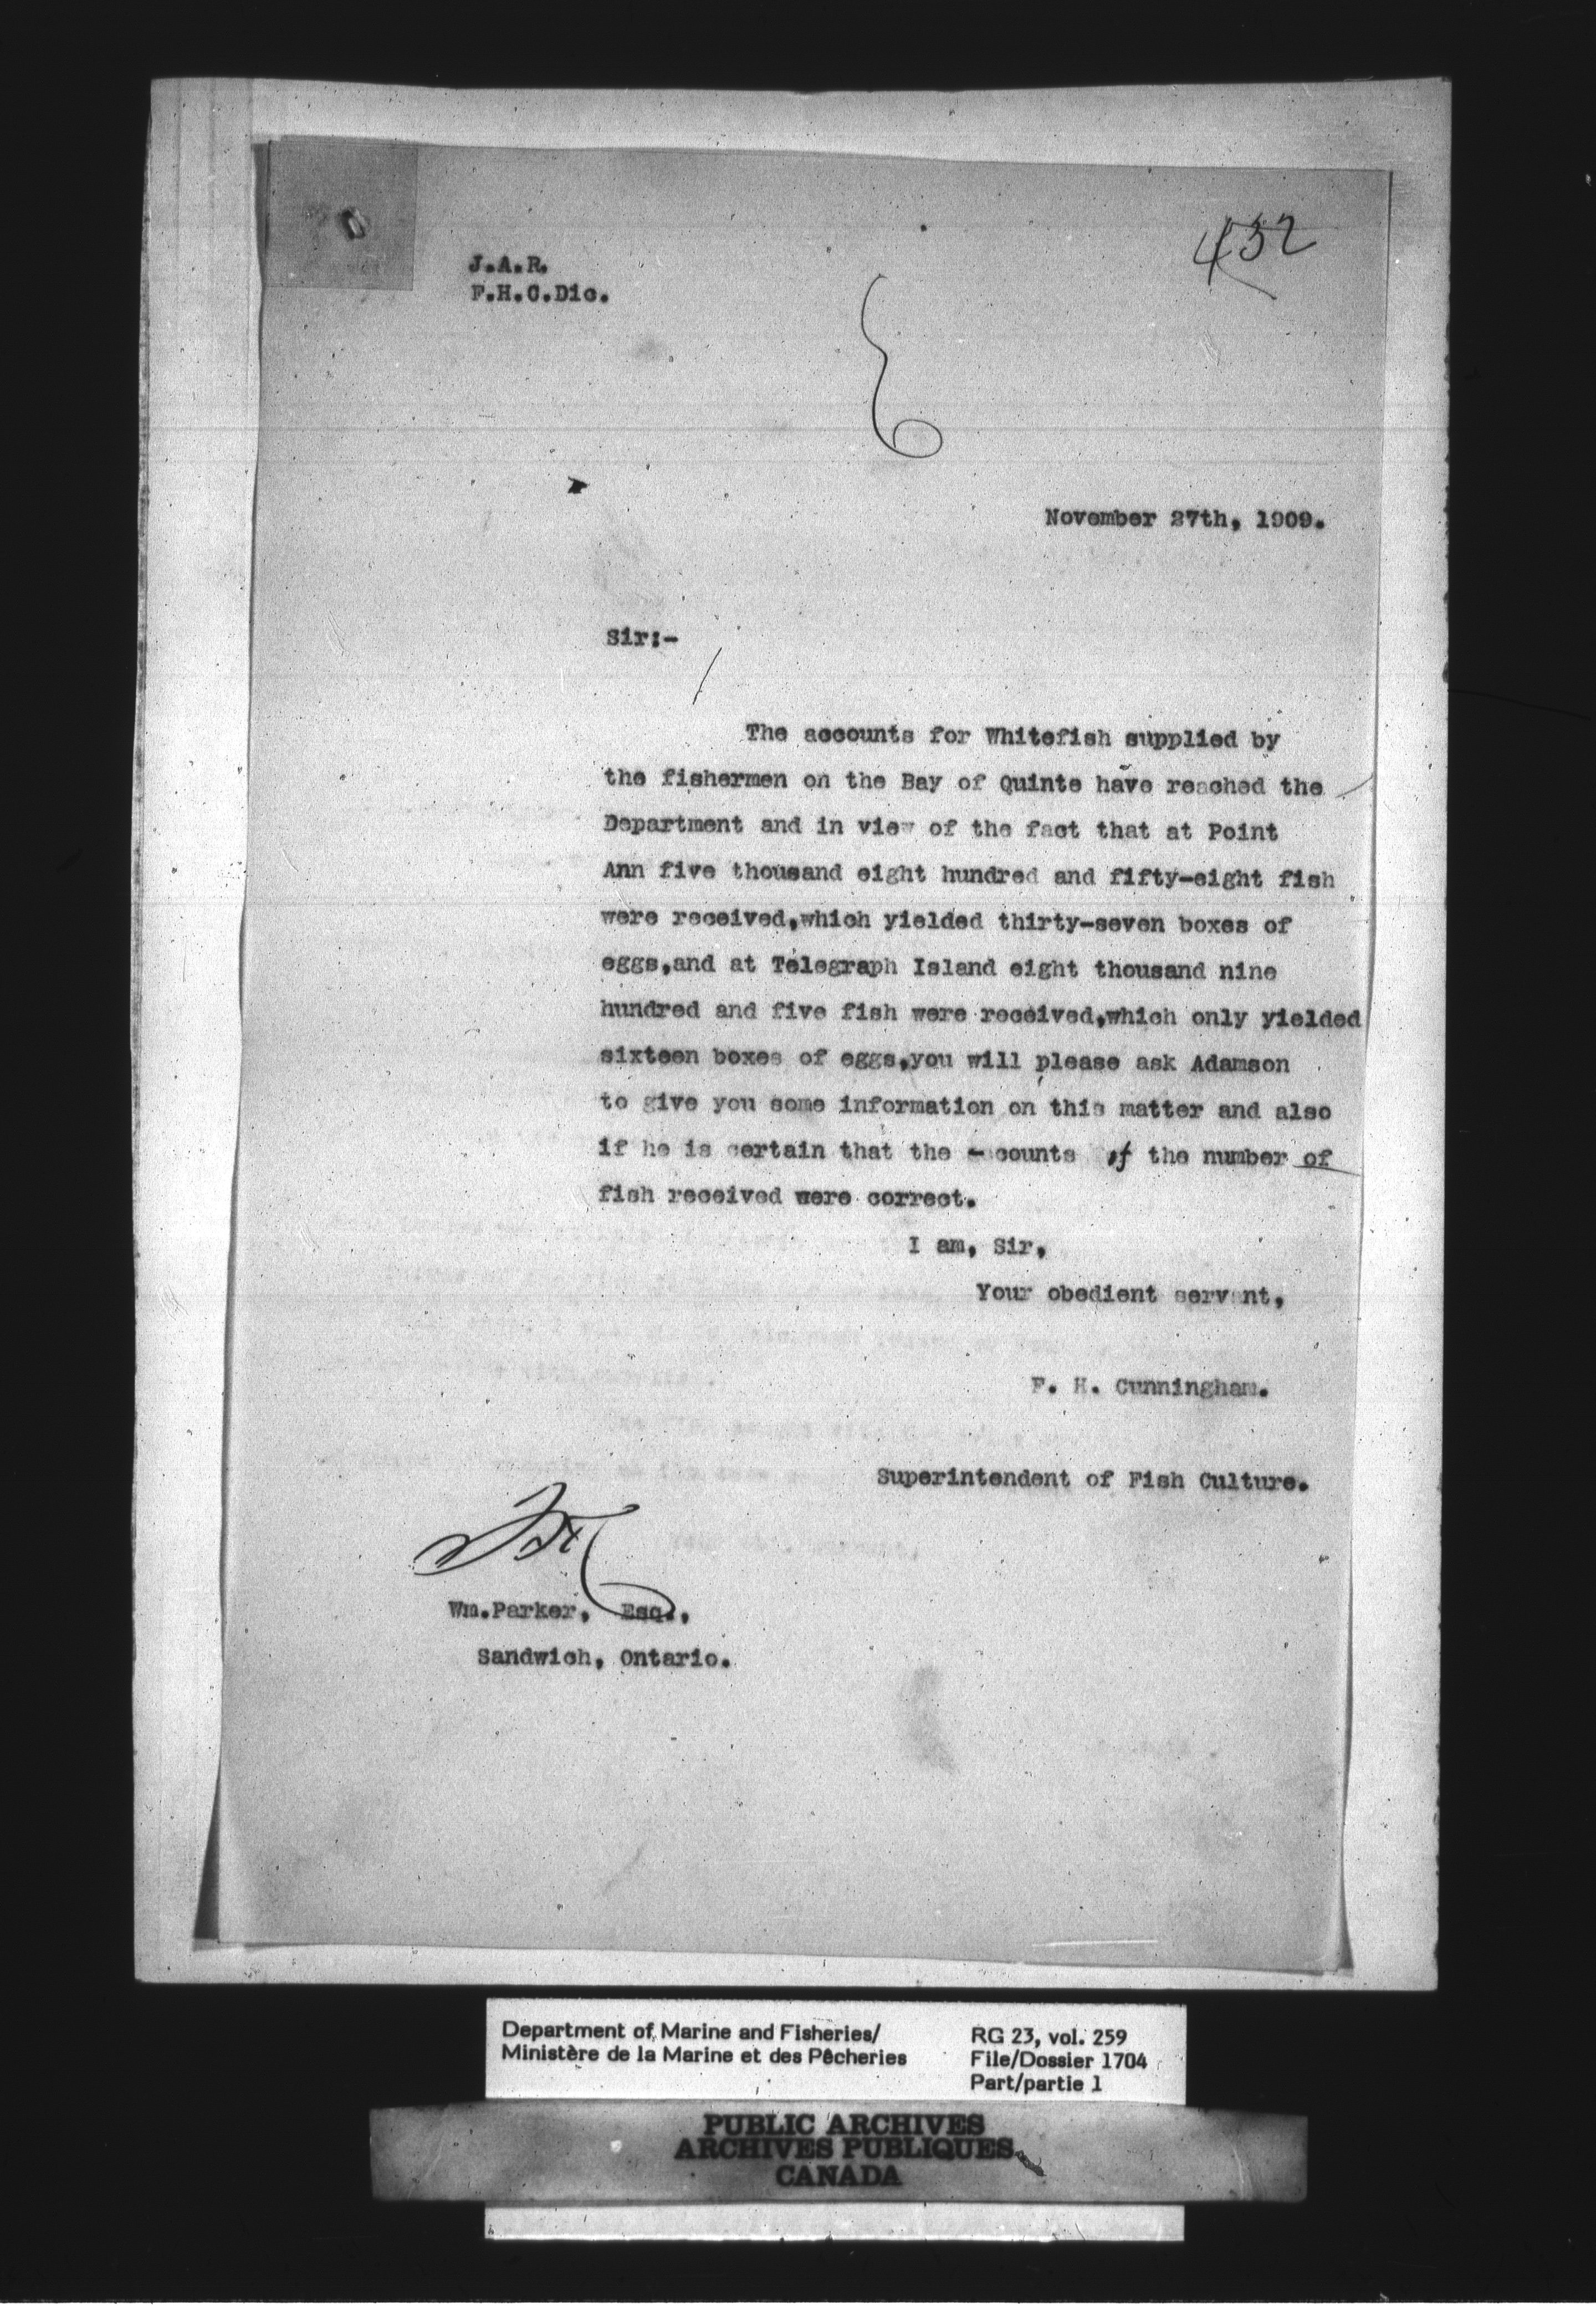 432
J.A.R.
F.H.C.Dic.
November 27th, 1909.
Sir:-
The accounts for Whitefish supplied by
the fishermen on the Bay of Quinte have reached the
Department and in view of the fact that at Point
Ann five thousand eight hundred and fifty-eight fish
were received,which yielded thirty-seven boxes of
eggs,and at Telegraph Island eight thousand nine
hundred and five fish were received,which only yielded
sixteen boxes of eggs,you will please ask Adamson
to give you some information on this matter and also
if he is certain that the counts of the number of
fish received were correct.
I am, Sir,
Your obedient servant,
F. H. Cunningham.
Superintendent of Fish Culture.
Wm.Parker, Esq.,
Sandwich, Ontario.
Department of Marine and Fisheries/
Ministère de la Marine et des Pêcheries
RG 23, vol. 259
File/Dossier 1704
Part/partie 1
PUBLIC ARCHIVES
ARCHIVES PUBLIQUES
CANADA